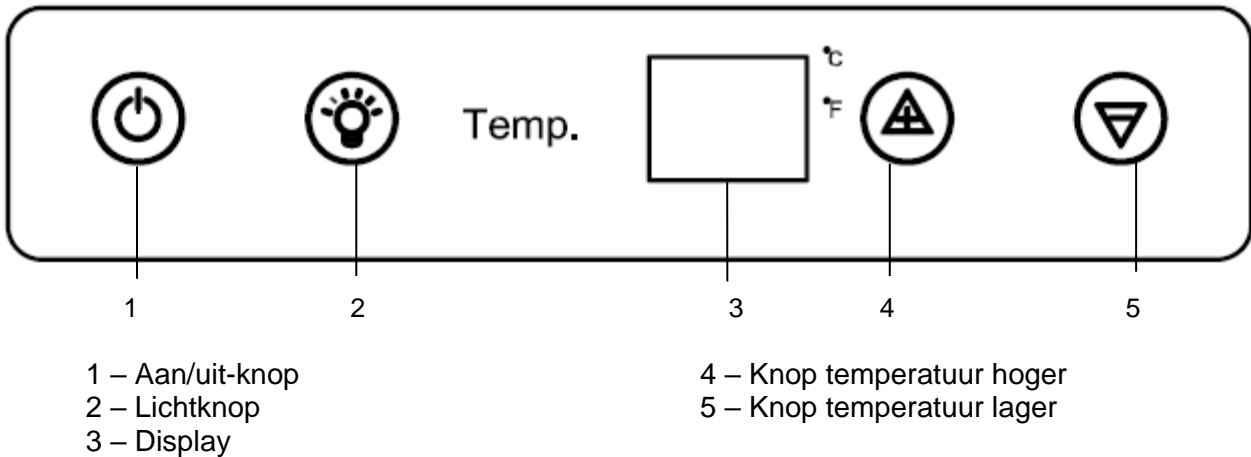 °C
Temp.
°F
1 2 3 4 5
1 – Aan/uit-knop
2 – Lichtknop
3 – Display
4 – Knop temperatuur hoger
5 – Knop temperatuur lager